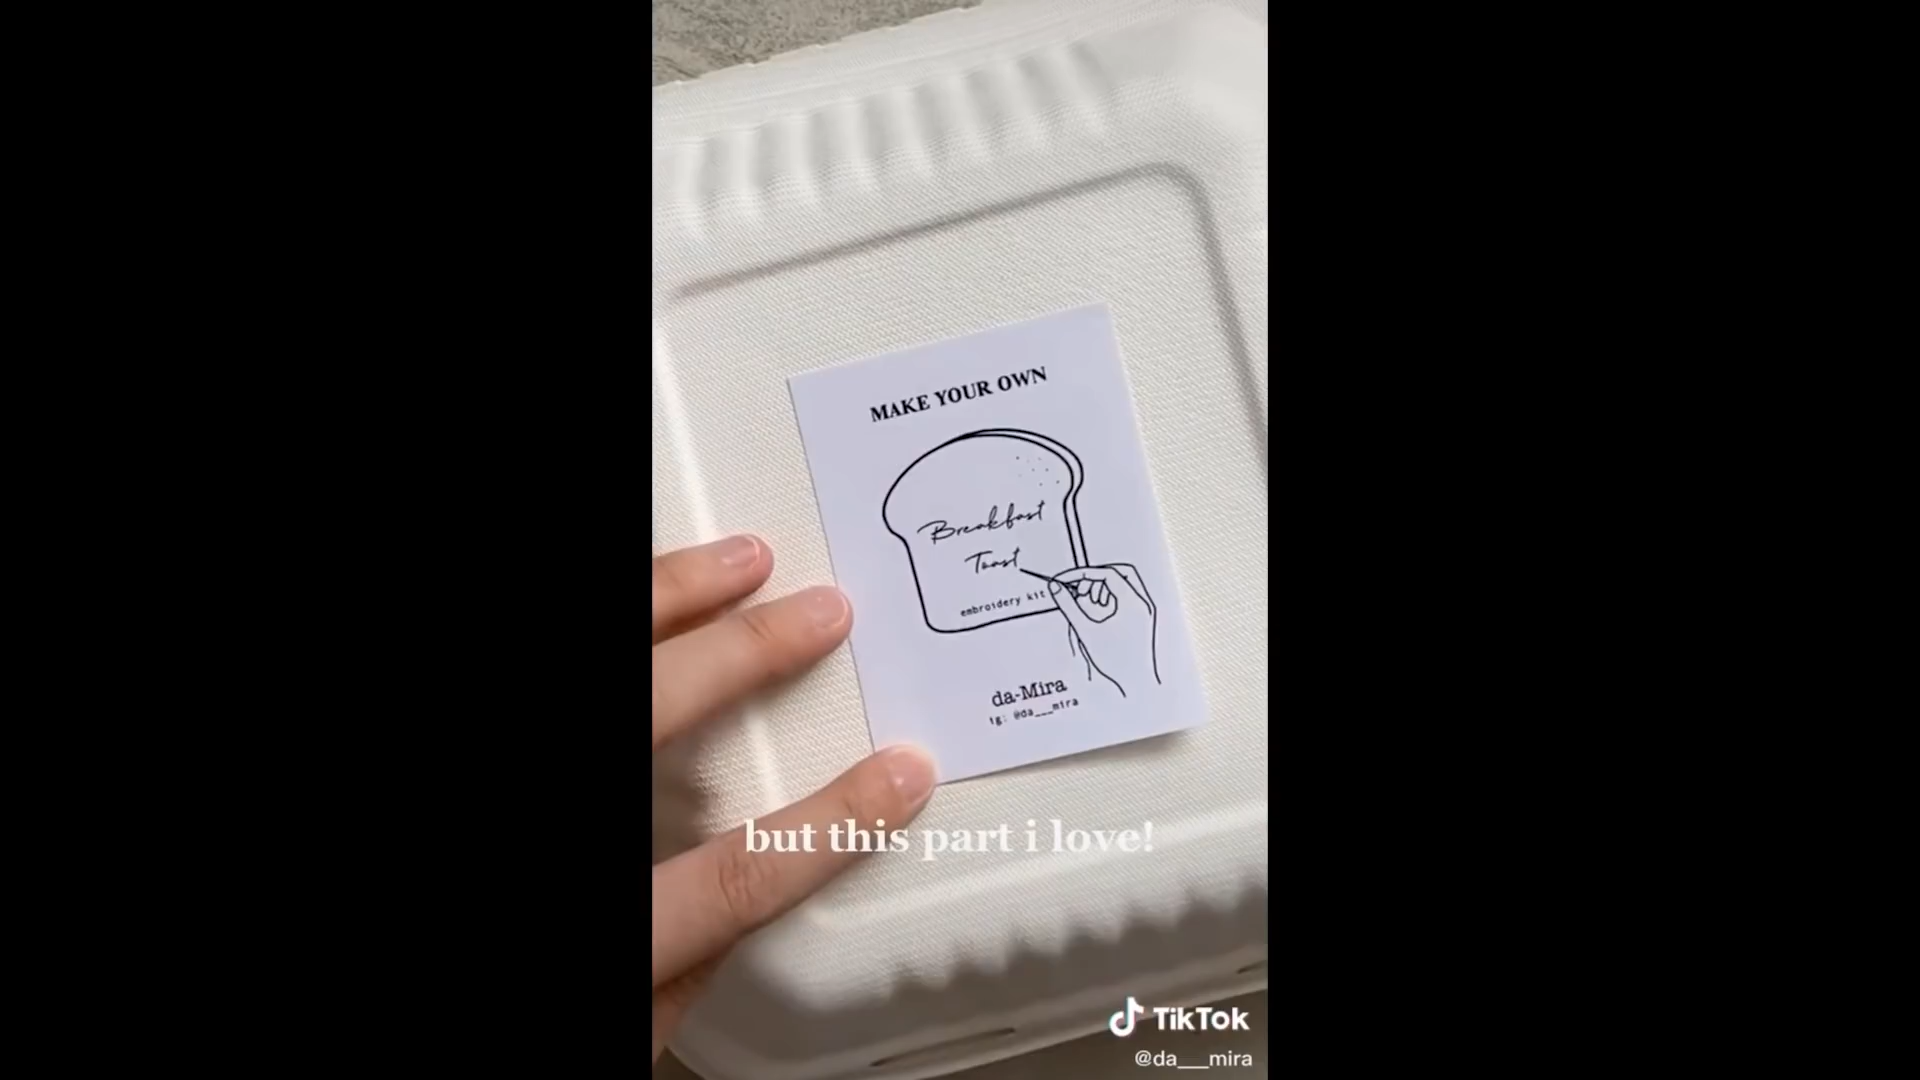 MAKE YOUR OWN
Breakfast
Toast
embroidery kit
da-Mira
ig: @da___mira
but this part i love!
TikTok
@da___mira